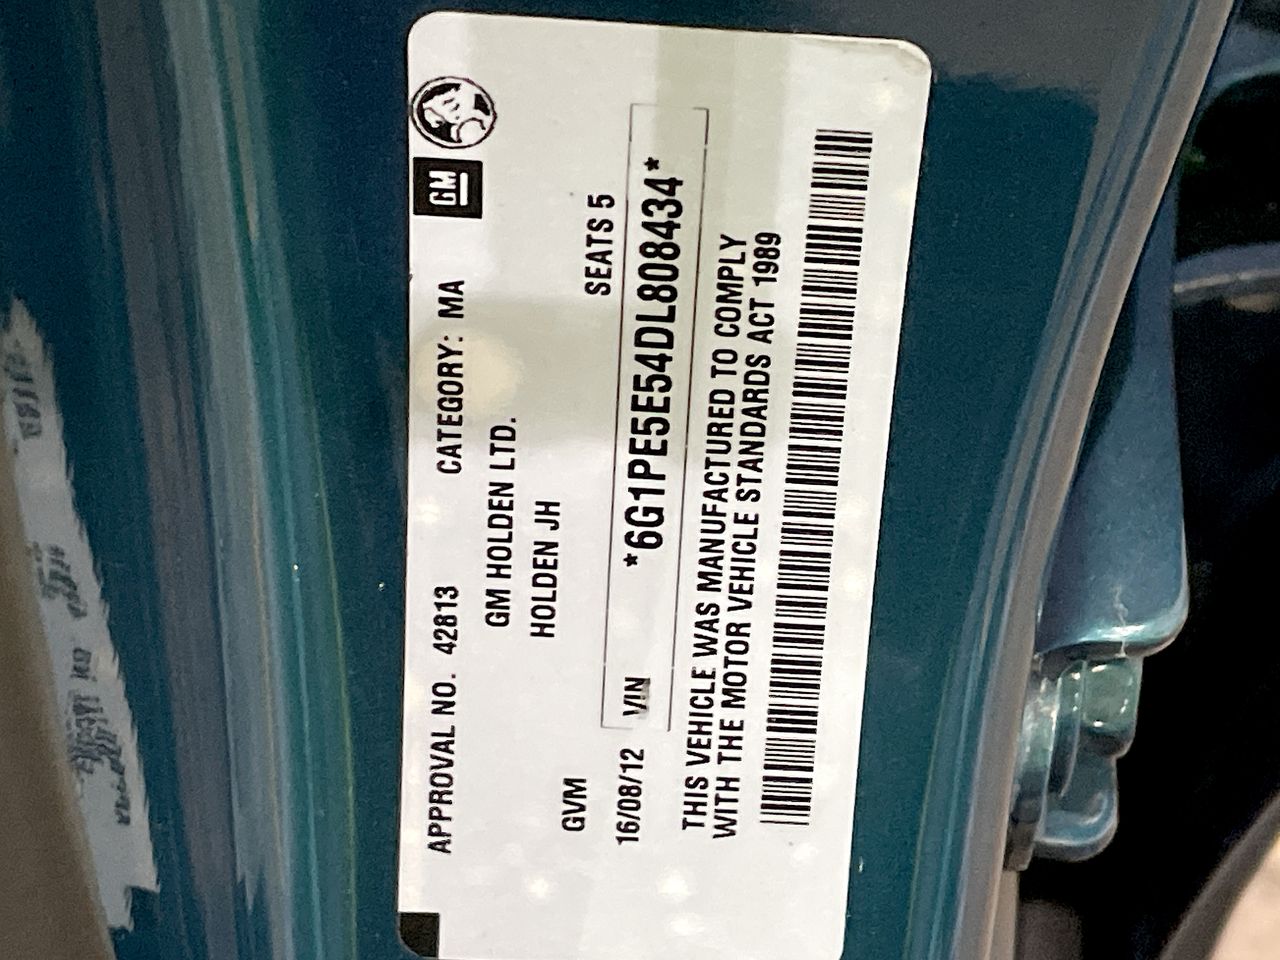 GM
APPROVAL NO. 42813 CATEGORY: MA
GM HOLDEN LTD.
HOLDEN JH
GVM SEATS 5
16/08/12 VIN *6G1PE5E54DL808434*
THIS VEHICLE WAS MANUFACTURED TO COMPLY
WITH THE MOTOR VEHICLE STANDARDS ACT 1989